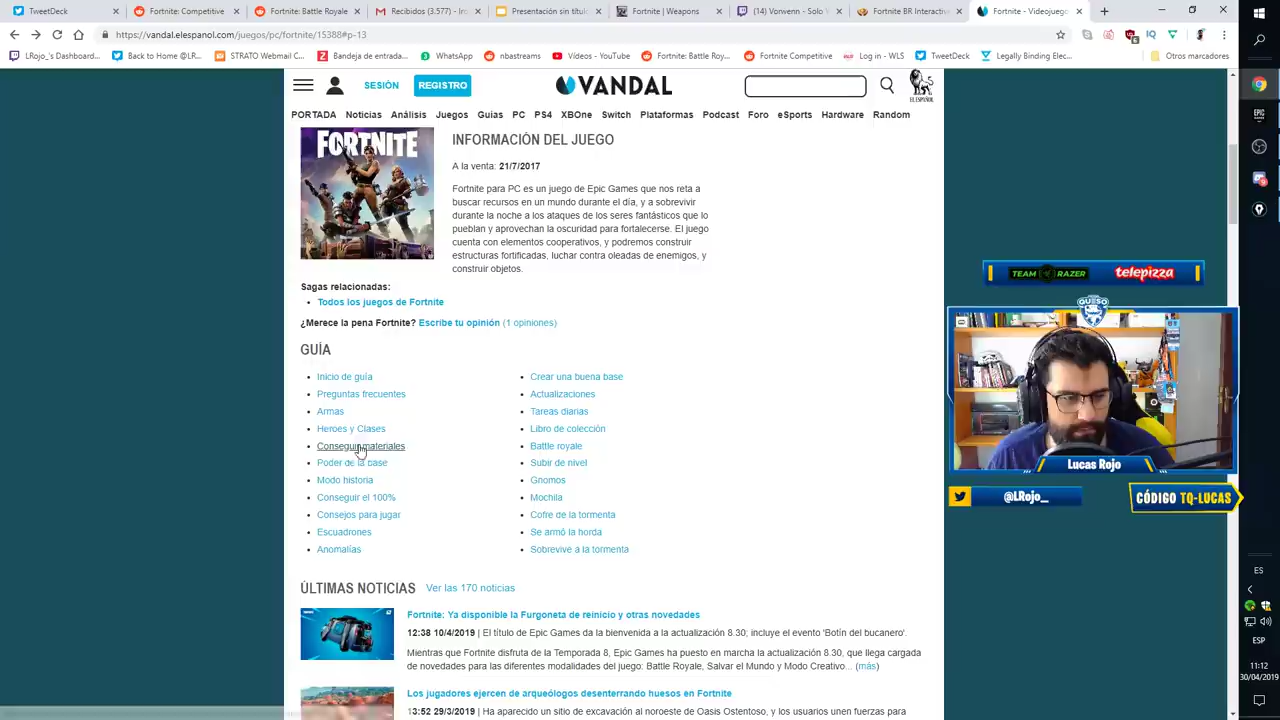 TweetDeck
Fortnite Battle R
Recibidos (3.577) - lro
Presentación sin títul
Fortnite | Weapons
(14) Vonwenn - Solo
Fortnite BR Interactiv
Fortnite - Videojueg
https://vandal.elespanol.com/juegos/pc/fortnite/15388#p-13
LRojo_'s Dashboard...
Back to Home @LR...
STRATO Webmail C...
Bandeja de entrada...
WhatsApp
nbastreams
Vídeos - YouTube
Fortnite: Battle Roy...
Fortnite Competitive
Log in - WLS
TweetDeck
Legally Binding Elec...
Otros marcadores
SESIÓN
REGISTRO
VANDAL
EL ESPAÑOL
PORTADA Noticias Análisis Juegos Guías PC PS4 XBOne Switch Plataformas Podcast Foro eSports Hardware Random
FORTNITE
INFORMACIÓN DEL JUEGO
A la venta: 21/7/2017
Fortnite para PC es un juego de Epic Games que nos reta a
buscar recursos en un mundo durante el día, y a sobrevivir
durante la noche a los ataques de los seres fantásticos que lo
pueblan y aprovechan la oscuridad para fortalecerse. El juego
cuenta con elementos cooperativos, y podremos construir
estructuras fortificadas, luchar contra oleadas de enemigos, y
construir objetos.
Sagas relacionadas:
Todos los juegos de Fortnite
¿Merece la pena Fortnite? Escribe tu opinión (1 opiniones)
GUÍA
Inicio de guía
Preguntas frecuentes
Armas
Heroes y Clases
Conseguir materiales
Poder de la base
Modo historia
Conseguir el 100%
Consejos para jugar
Escuadrones
Anomalías
Crear una buena base
Actualizaciones
Tareas diarias
Libro de colección
Battle royale
Subir de nivel
Gnomos
Mochila
Cofre de la tormenta
Se armó la horda
Sobrevive a la tormenta
ÚLTIMAS NOTICIAS Ver las 170 noticias
Fortnite: Ya disponible la Furgoneta de reinicio y otras novedades
12:38 10/4/2019 | El título de Epic Games da la bienvenida a la actualización 8.30; incluye el evento 'Botín del bucanero'.
Mientras que Fortnite disfruta de la Temporada 8, Epic Games ha puesto en marcha la actualización 8.30, que llega cargada
de novedades para las diferentes modalidades del juego: Battle Royale, Salvar el Mundo y Modo Creativo... (más)
Los jugadores ejercen de arqueólogos desenterrando huesos en Fortnite
13:52 29/3/2019 | Ha aparecido un sitio de excavación al noroeste de Oasis Ostentoso, y los usuarios unen fuerzas para
TEAM RAZER
telepizza
QUESO
Lucas Rojo
@LRojo_
CÓDIGO TQ-LUCAS
EPIC
ES
ESP
11:12
30/04/2019